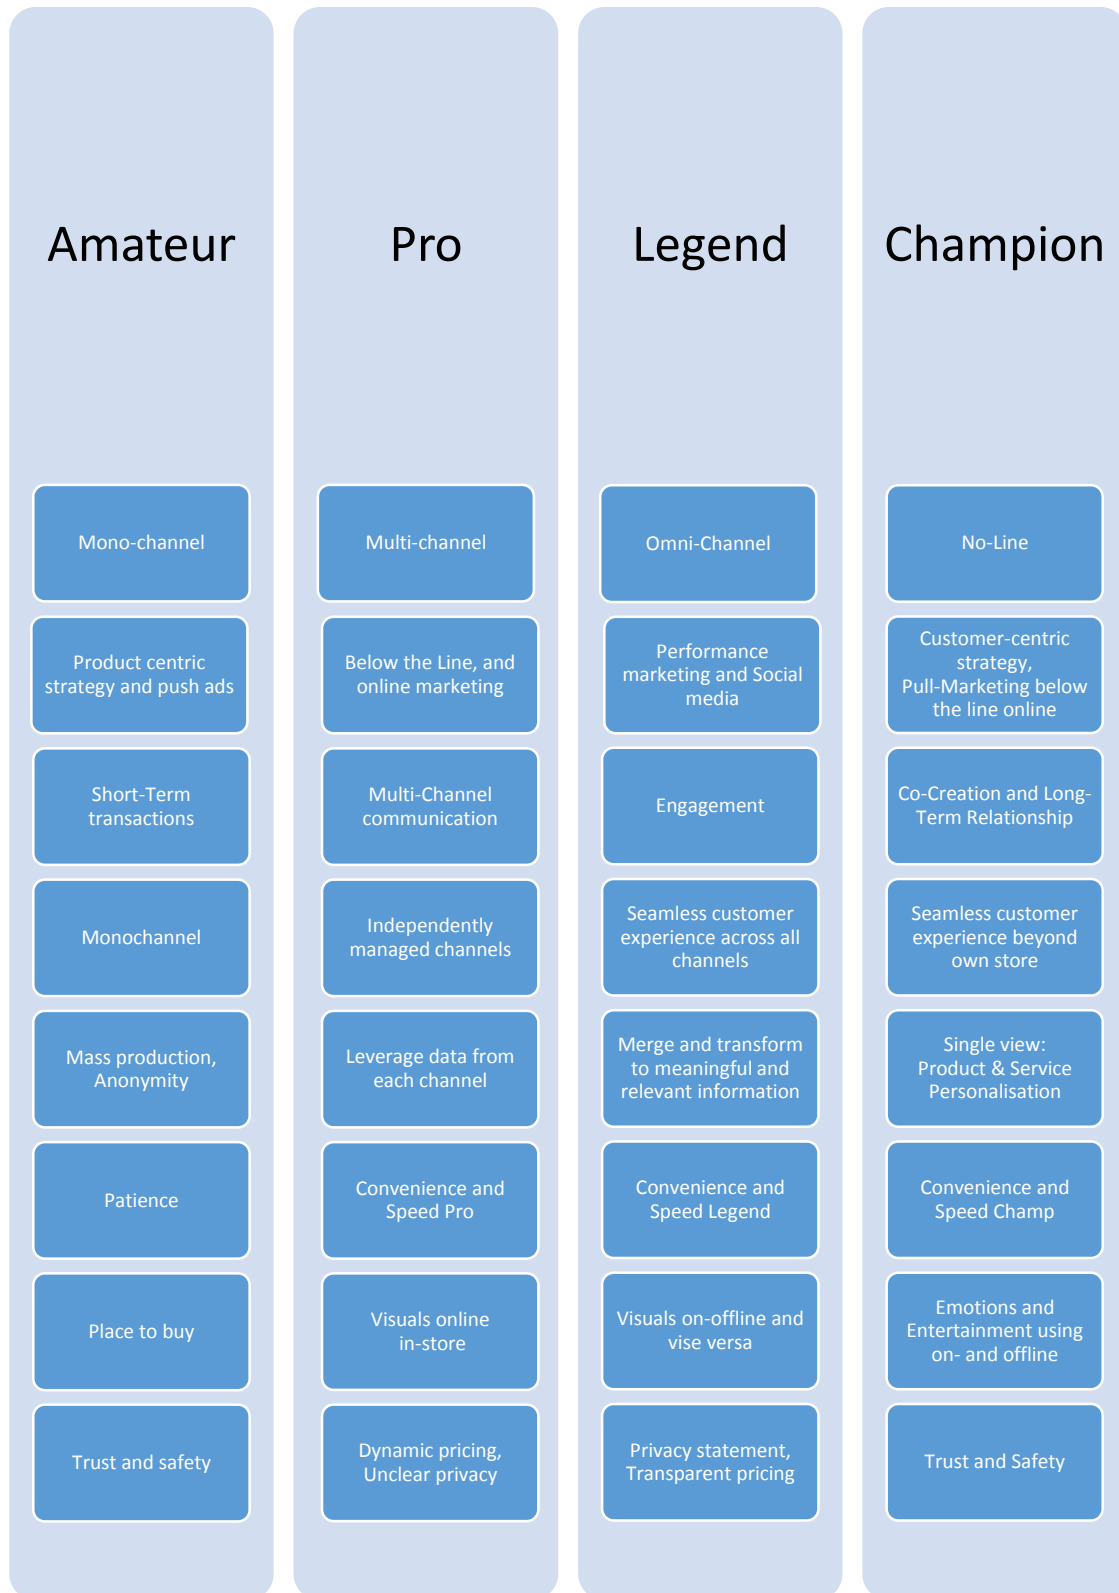 Amateur
Mono-channel
Product centric
strategy and push ads
Short-Term
transactions
Monochannel
Mass production,
Anonymity
Patience
Place to buy
Trust and safety
Pro
Multi-channel
Below the Line, and
online marketing
Multi-Channel
communication
Independently
managed channels
Leverage data from
each channel
Convenience and
Speed Pro
Visuals online
in-store
Dynamic pricing,
Unclear privacy
Legend
Omni-Channel
Performance
marketing and Social
media
Engagement
Seamless customer
experience across all
channels
Merge and transform
to meaningful and
relevant information
Convenience and
Speed Legend
Visuals on-offline and
vise versa
Privacy statement,
Transparent pricing
Champion
No-Line
Customer-centric
strategy,
Pull-Marketing below
the line online
Co-Creation and Long-
Term Relationship
Seamless customer
experience beyond
own store
Single view:
Product & Service
Personalisation
Convenience and
Speed Champ
Emotions and
Entertainment using
on- and offline
Trust and Safety